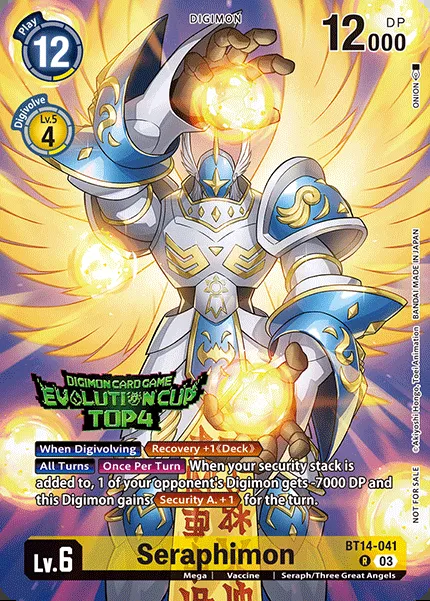 Play
DIGIMON
DP
12
12000
Digivolve
Lv.5
4
ONION
©Akiyoshi Hongo, Toei Animation BANDAI MADE IN JAPAN
NOT FOR SALE
DIGIMON CARD GAME
EVOLUTION CUP
TOP4
When Digivolving Recovery +1《Deck》
All Turns Once Per Turn When your security stack is
added to, 1 of your opponent's Digimon gets -7000 DP and
this Digimon gains Security A. +1 for the turn.
Lv.6
Seraphimon
BT14-041
R 03
Mega | Vaccine | Seraph/Three Great Angels